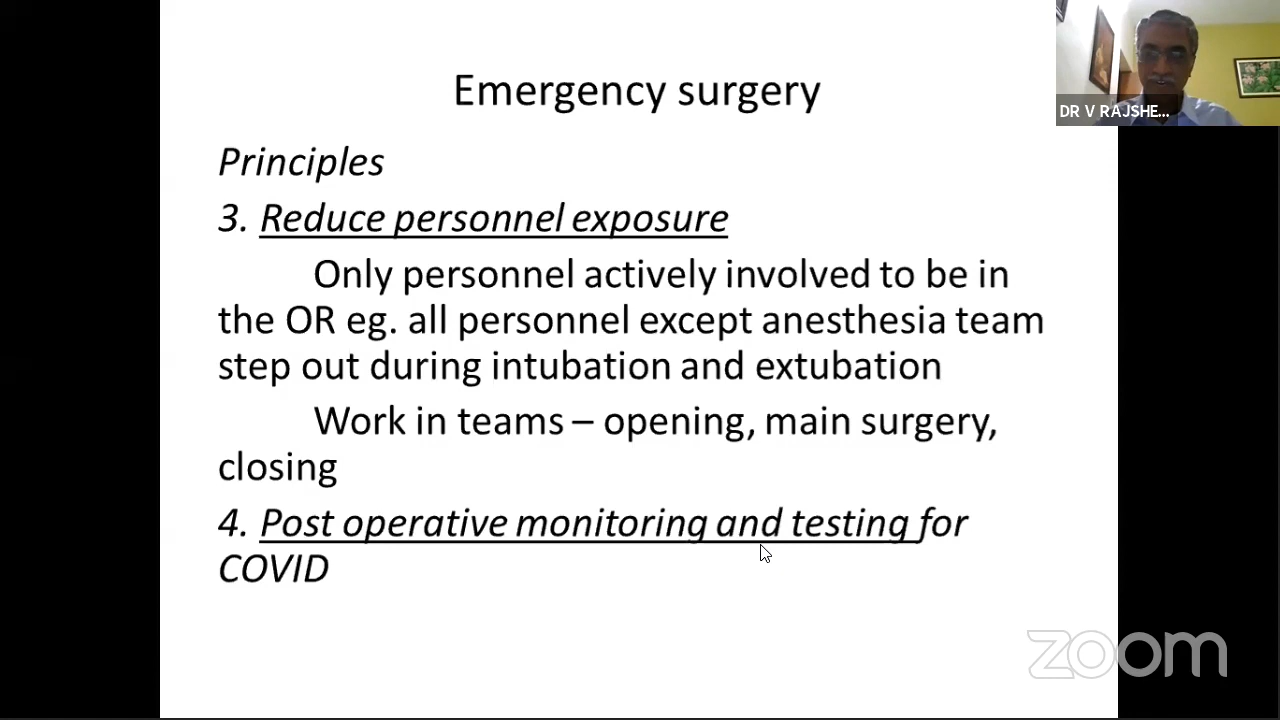 Emergency surgery
DR V RAJSHE...
Principles
3. Reduce personnel exposure
Only personnel actively involved to be in
the OR eg. all personnel except anesthesia team
step out during intubation and extubation
Work in teams – opening, main surgery,
closing
4. Post operative monitoring and testing for
COVID
zoom